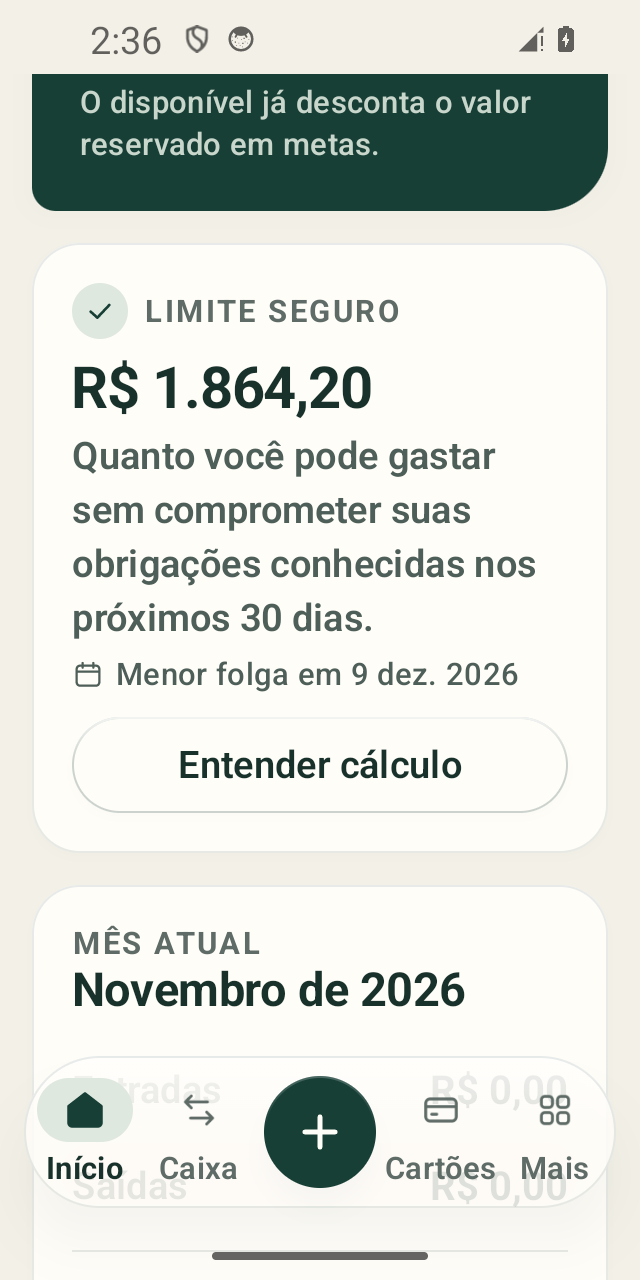 2:36
O disponível já desconta o valor
reservado em metas.
LIMITE SEGURO
R$ 1.864,20
Quanto você pode gastar
sem comprometer suas
obrigações conhecidas nos
próximos 30 dias.
Menor folga em 9 dez. 2026
Entender cálculo
MÊS ATUAL
Novembro de 2026
Entradas R$ 0,00
Início Caixa Cartões Mais
Saídas R$ 0,00